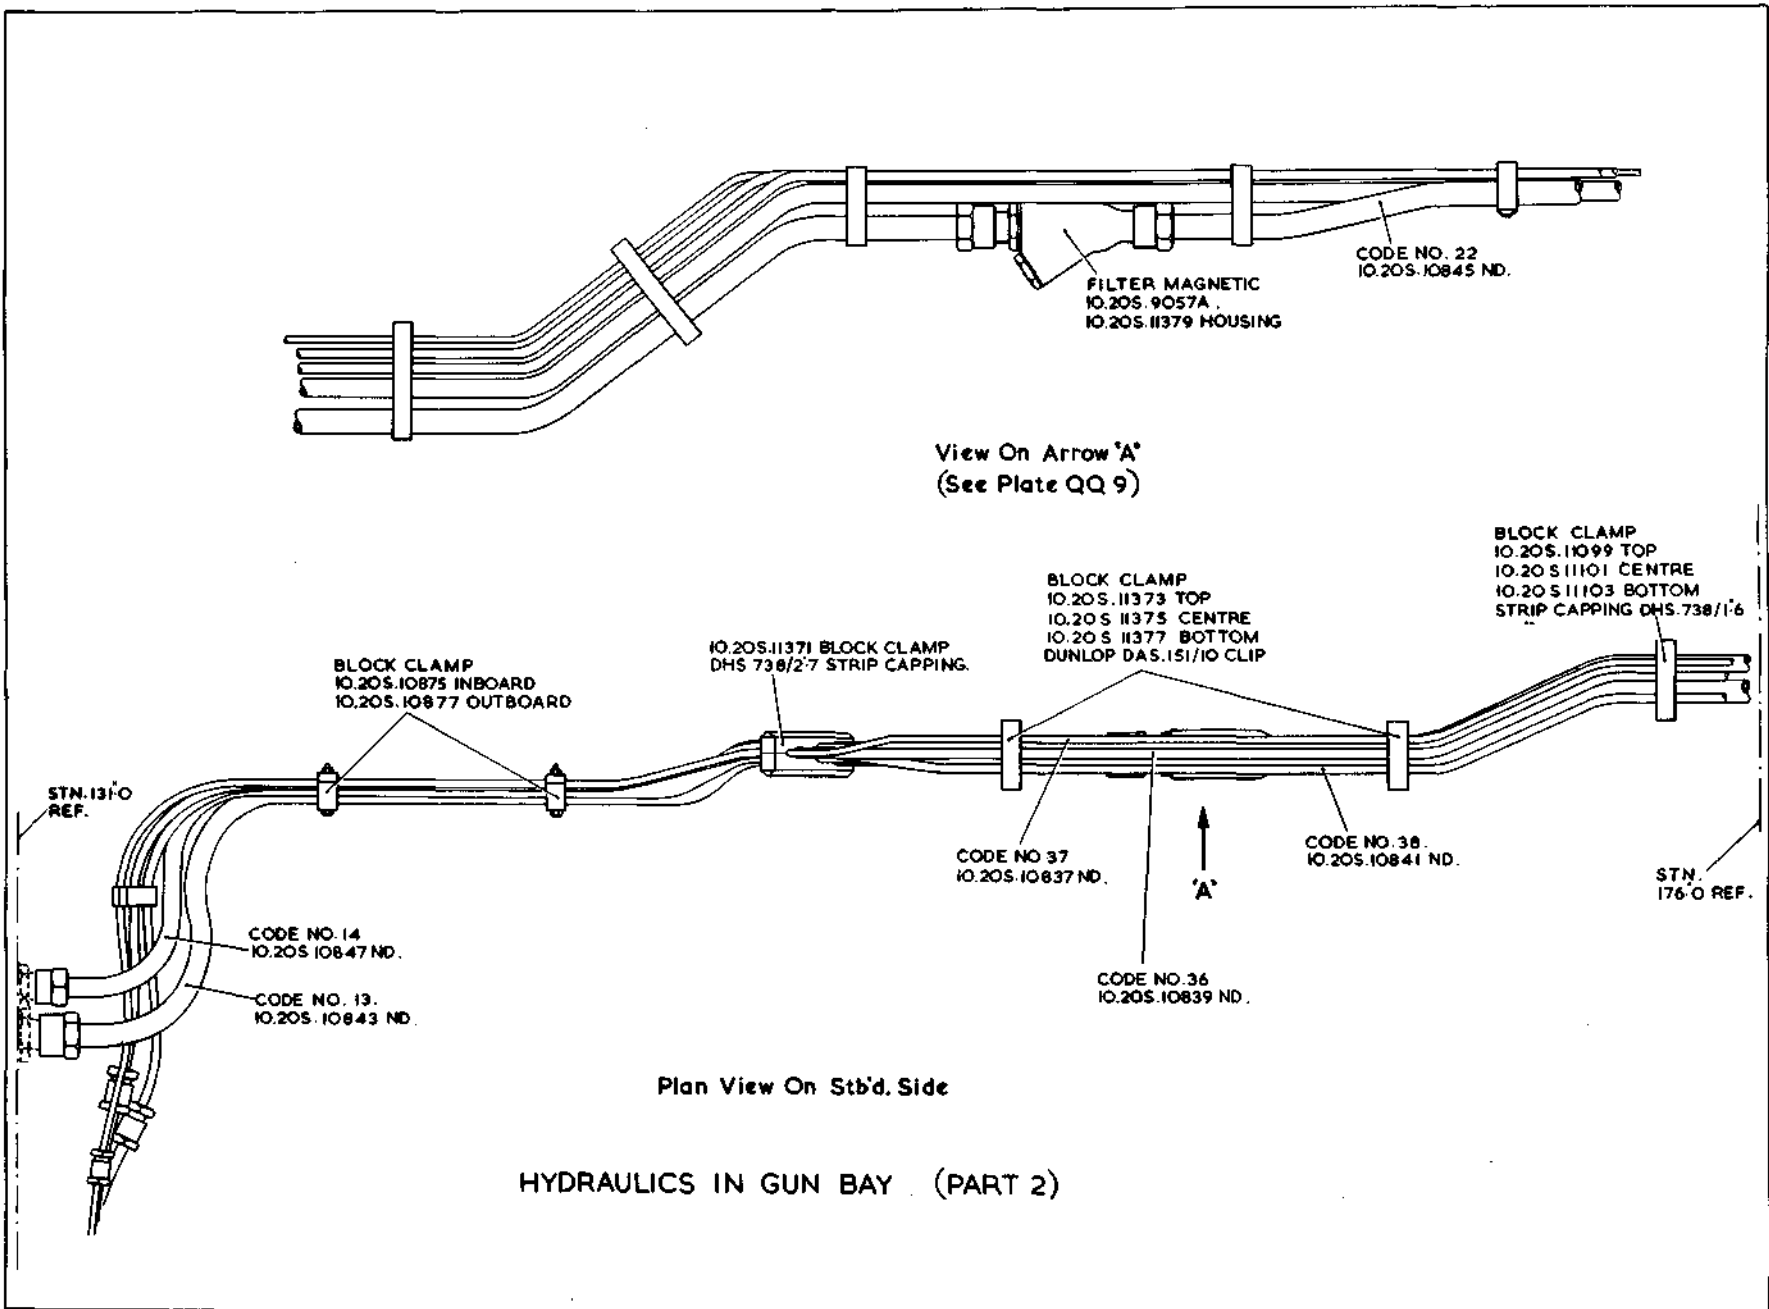 CODE NO. 22
10.20S.10845 ND.
FILTER MAGNETIC
10.20S.9057A.
10.20S.11379 HOUSING
View On Arrow 'A'
(See Plate QQ 9)
BLOCK CLAMP
10.20S.11099 TOP
10.20 S 11101 CENTRE
10.20 S 11103 BOTTOM
STRIP CAPPING DHS.738/1·6"
BLOCK CLAMP
10.20S.11373 TOP
10.20 S 11375 CENTRE
10.20 S 11377 BOTTOM
DUNLOP DAS.151/10 CLIP
10.20S.11371 BLOCK CLAMP
DHS 738/2·7 STRIP CAPPING.
BLOCK CLAMP
10.20S.10875 INBOARD
10.20S.10877 OUTBOARD
STN.131·0
REF.
CODE NO 37
10.20S.10837 ND.
'A'
CODE NO.38.
10.20S.10841 ND.
STN.
176·0 REF.
CODE NO.14
10.20S 10847 ND.
CODE NO. 13.
10.20S.10843 ND.
CODE NO.36
10.20S.10839 ND.
Plan View On Stb'd. Side
HYDRAULICS IN GUN BAY (PART 2)